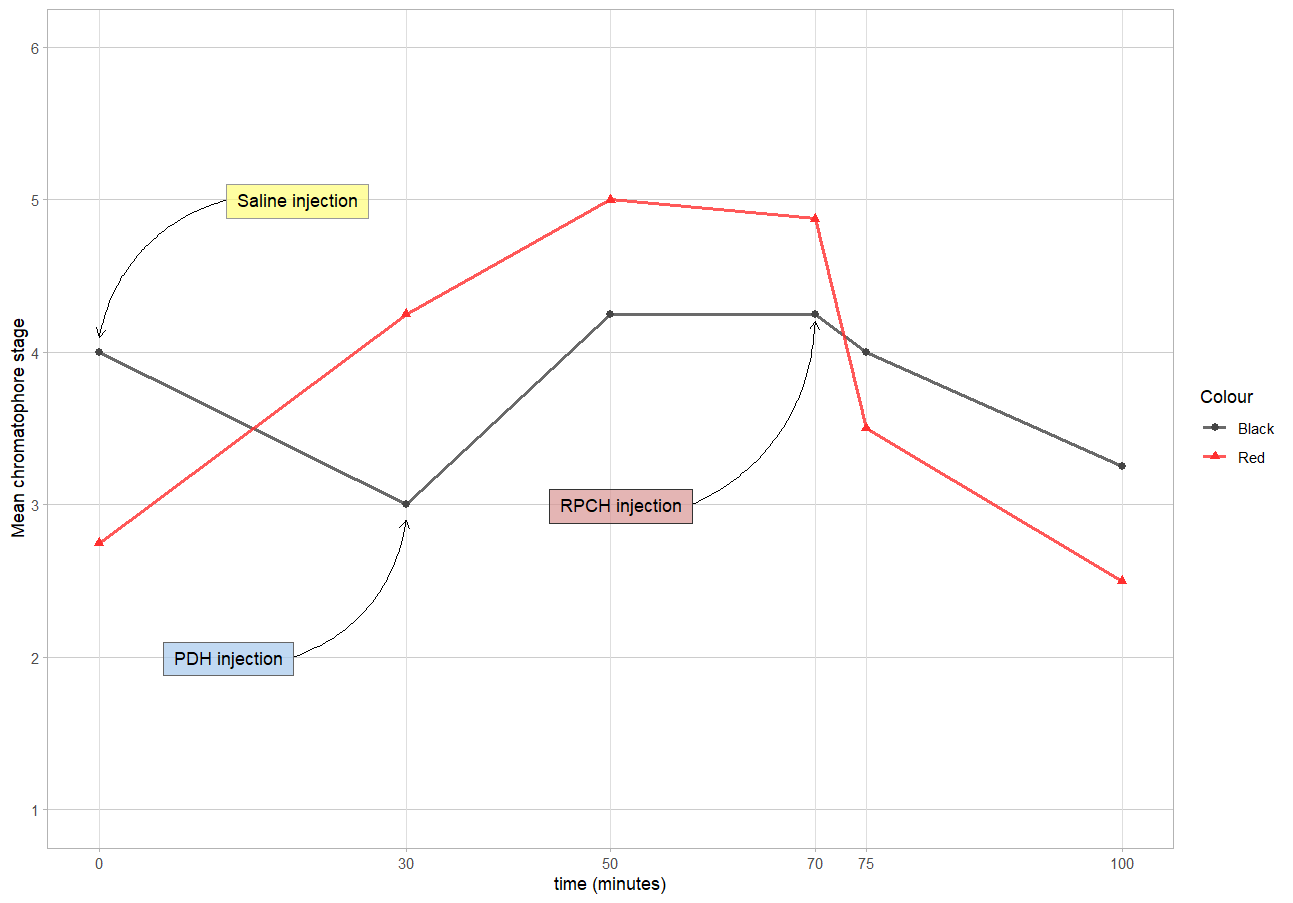 6
5
4
3
2
1
Mean chromatophore stage
Saline injection
RPCH injection
PDH injection
0 30 50 70 75 100
time (minutes)
Colour
Black
Red